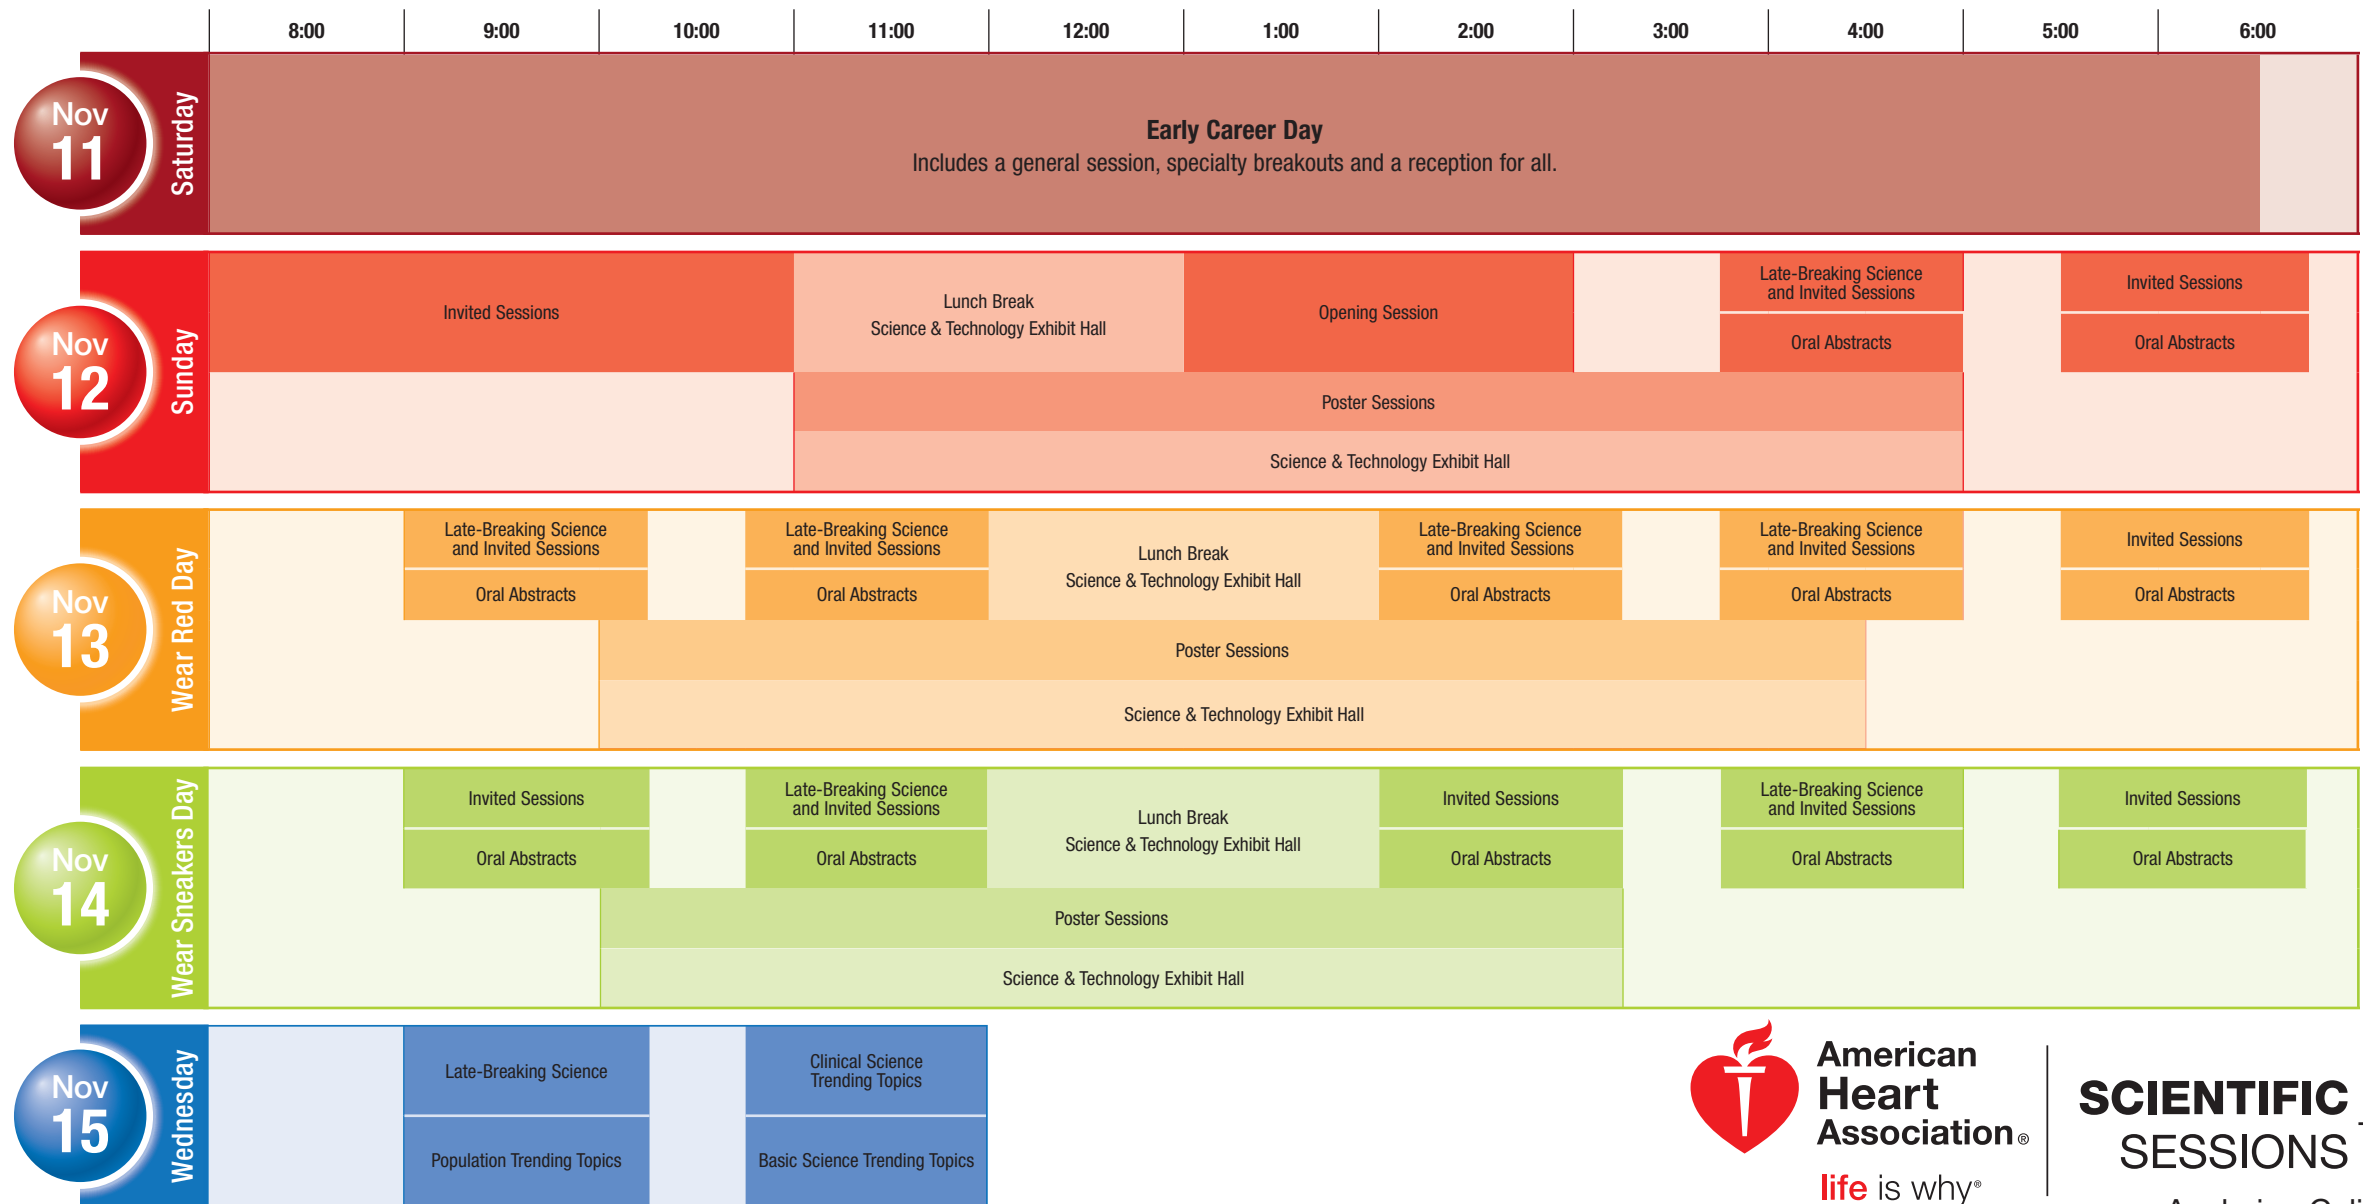 8:00 9:00 10:00 11:00 12:00 1:00 2:00 3:00 4:00 5:00 6:00
Nov
11
Saturday
Early Career Day
Includes a general session, specialty breakouts and a reception for all.
Nov
12
Sunday
Invited Sessions
Lunch Break
Science & Technology Exhibit Hall
Opening Session
Late-Breaking Science
and Invited Sessions
Oral Abstracts
Invited Sessions
Oral Abstracts
Poster Sessions
Science & Technology Exhibit Hall
Nov
13
Wear Red Day
Late-Breaking Science
and Invited Sessions
Oral Abstracts
Late-Breaking Science
and Invited Sessions
Oral Abstracts
Lunch Break
Science & Technology Exhibit Hall
Late-Breaking Science
and Invited Sessions
Oral Abstracts
Late-Breaking Science
and Invited Sessions
Oral Abstracts
Invited Sessions
Oral Abstracts
Poster Sessions
Science & Technology Exhibit Hall
Nov
14
Wear Sneakers Day
Invited Sessions
Oral Abstracts
Late-Breaking Science
and Invited Sessions
Oral Abstracts
Lunch Break
Science & Technology Exhibit Hall
Invited Sessions
Oral Abstracts
Late-Breaking Science
and Invited Sessions
Oral Abstracts
Invited Sessions
Oral Abstracts
Poster Sessions
Science & Technology Exhibit Hall
Nov
15
Wednesday
Late-Breaking Science
Population Trending Topics
Clinical Science
Trending Topics
Basic Science Trending Topics
American
Heart
Association®
life is why®
SCIENTIFIC
SESSIONS